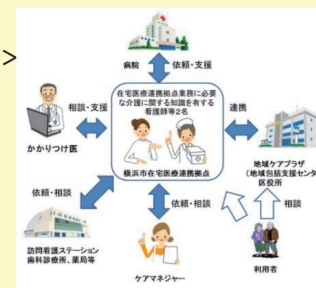 >
病院
依頼・支援
在宅医療連携拠点業務に必要
な介護に関する知識を有する
看護師等2名
相談・支援
連携
かかりつけ医
横浜市在宅医療連携拠点
地域ケアプラザ
(地域包括支援センタ
区役所
依頼・相談
依頼・相談
相談
訪問看護ステーション
歯科診療所、薬局等
ケアマネジャー
利用者